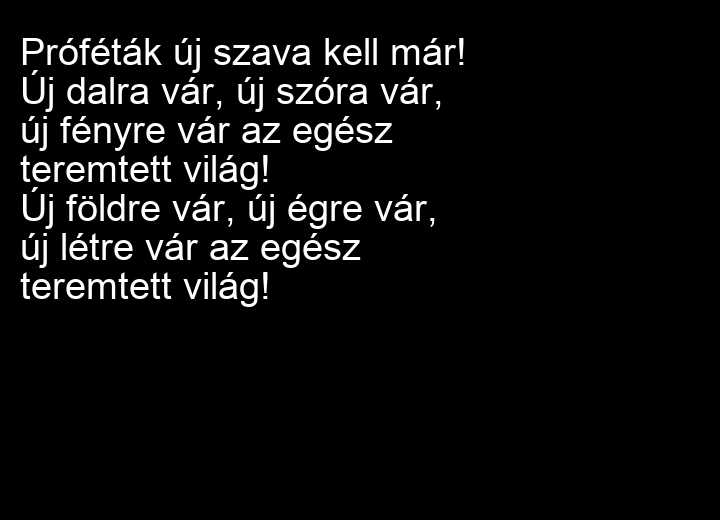 Próféták új szava kell már!
Új dalra vár, új szóra vár,
új fényre vár az egész
teremtett világ!
Új földre vár, új égre vár,
új létre vár az egész
teremtett világ!